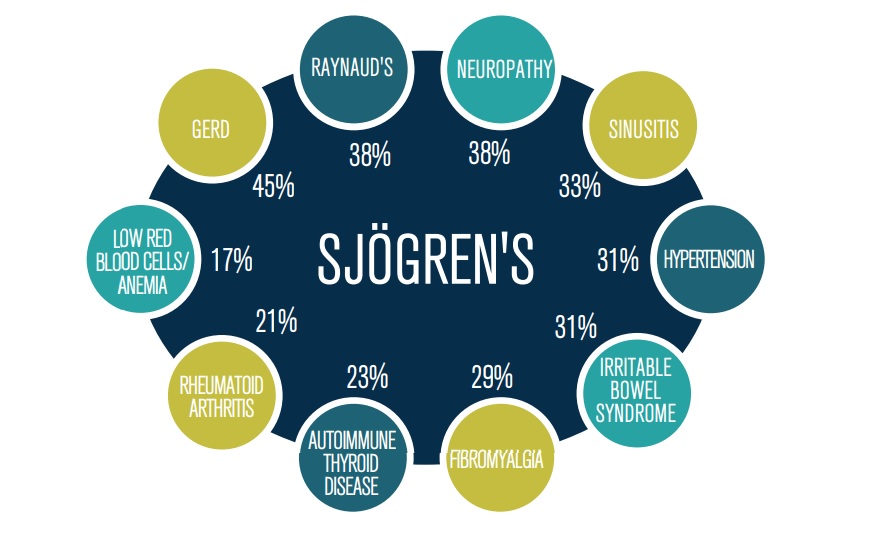 RAYNAUD'S
NEUROPATHY
GERD
SINUSITIS
38%
38%
45%
33%
LOW RED
BLOOD CELLS/
ANEMIA
17%
SJÖGREN'S
31%
HYPERTENSION
21%
31%
RHEUMATOID
ARTHRITIS
23%
29%
IRRITABLE
BOWEL
SYNDROME
AUTOIMMUNE
THYROID
DISEASE
FIBROMYALGIA